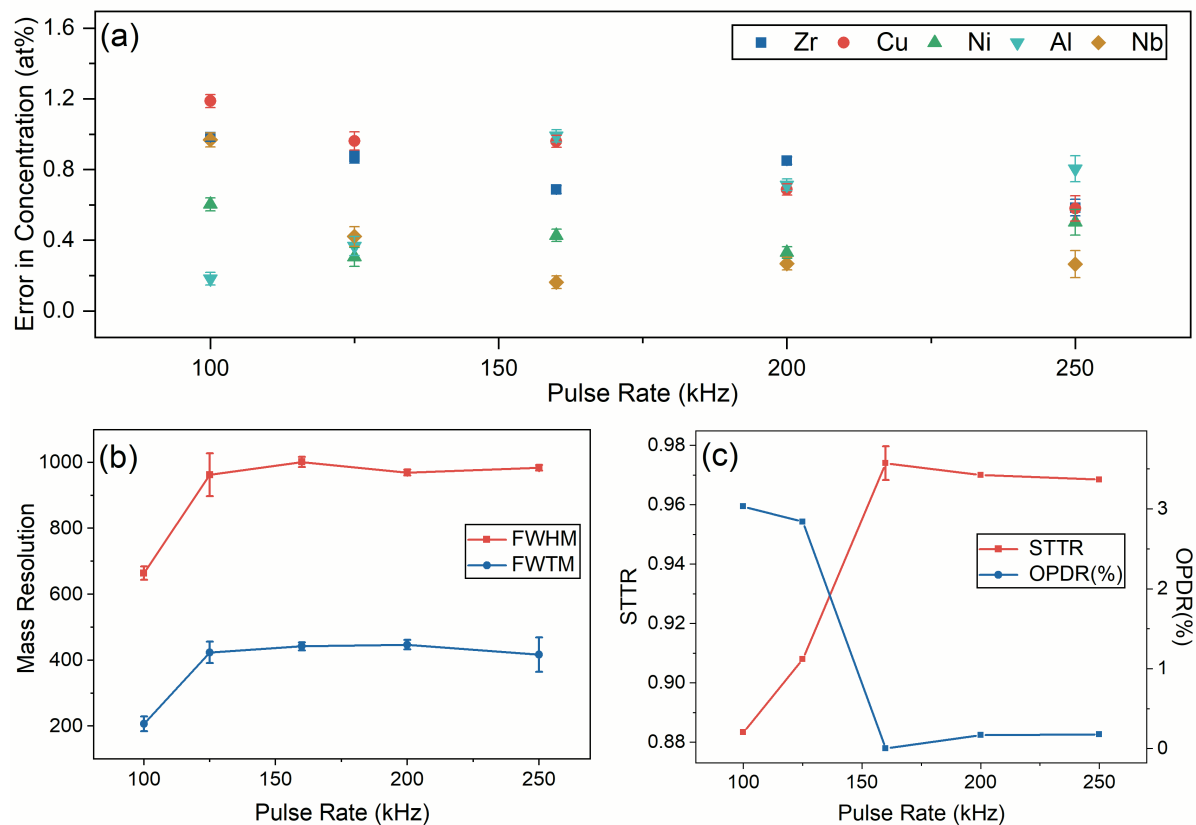 (a)
Zr Cu Ni Al Nb
1.6
1.2
0.8
0.4
0.0
Error in Concentration (at%)
100 150 200 250
Pulse Rate (kHz)
(b)
1000
800
600
400
200
Mass Resolution
FWHM
FWTM
100 150 200 250
Pulse Rate (kHz)
(c)
0.98
0.96
0.94
0.92
0.90
0.88
STTR
STTR
OPDR(%)
3
2
1
0
OPDR(%)
100 150 200 250
Pulse Rate (kHz)